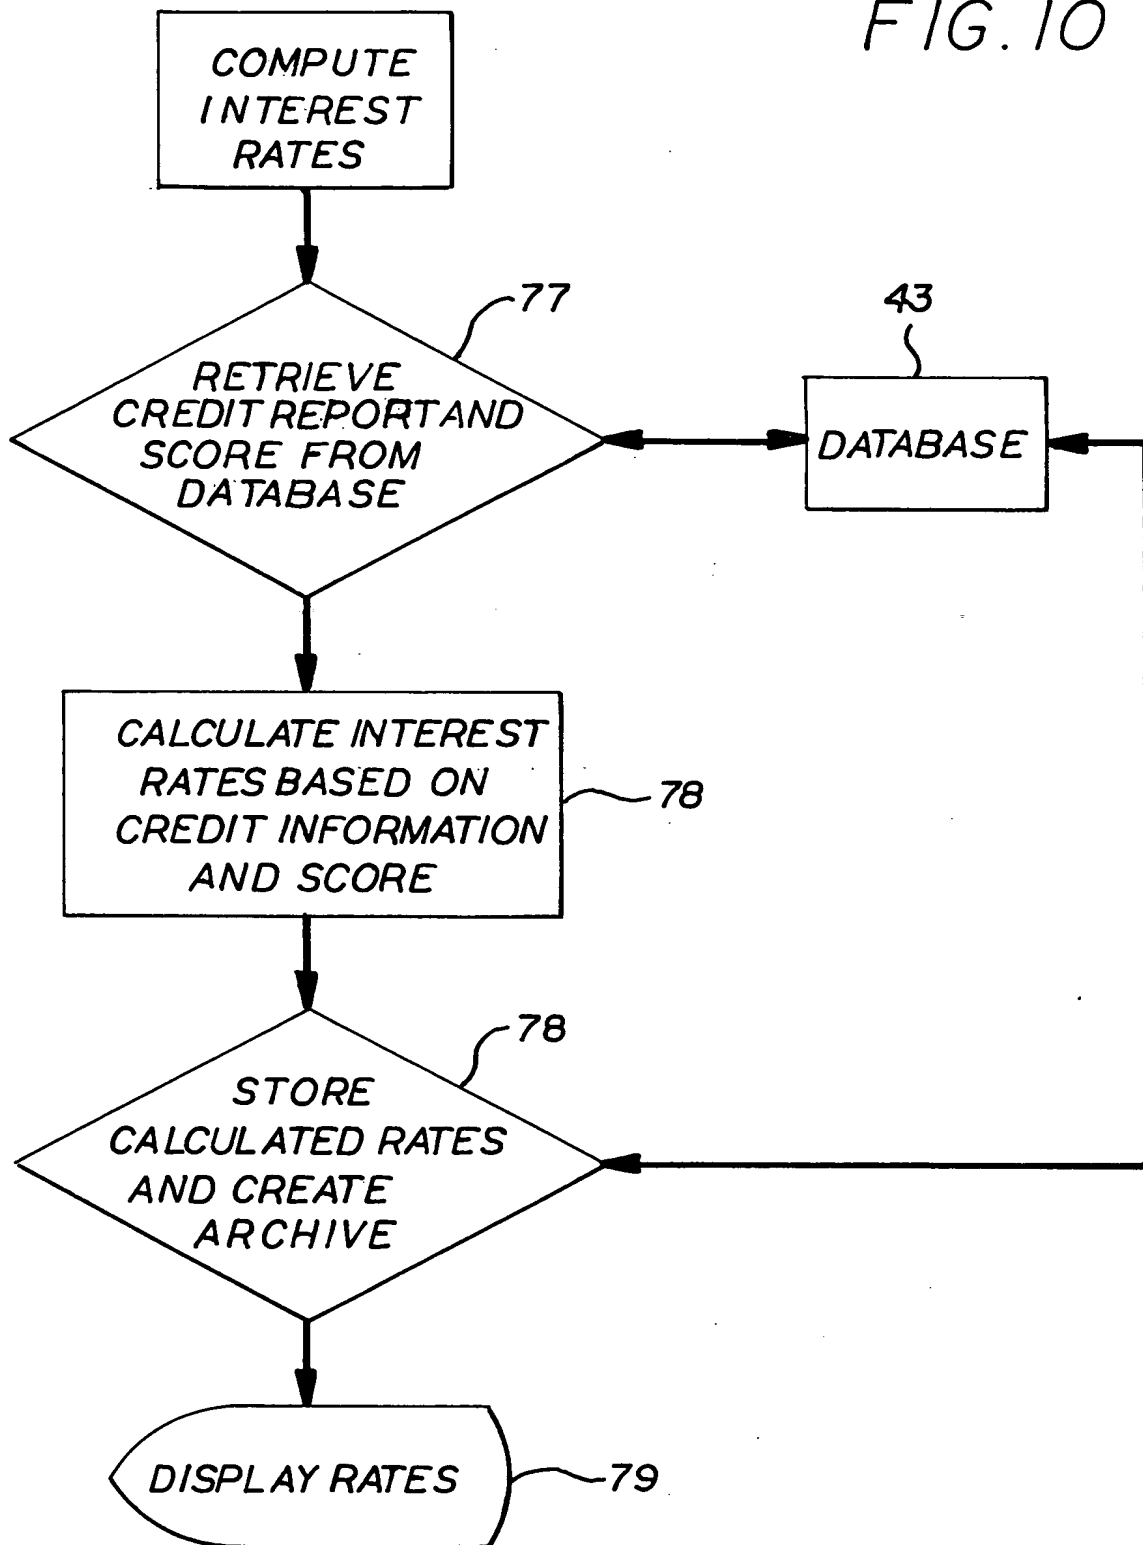 FIG. 10
COMPUTE
INTEREST
RATES
77
RETRIEVE
CREDIT REPORT AND
SCORE FROM
DATABASE
43
DATABASE
CALCULATE INTEREST
RATES BASED ON
CREDIT INFORMATION
AND SCORE
78
78
STORE
CALCULATED RATES
AND CREATE
ARCHIVE
DISPLAY RATES
79